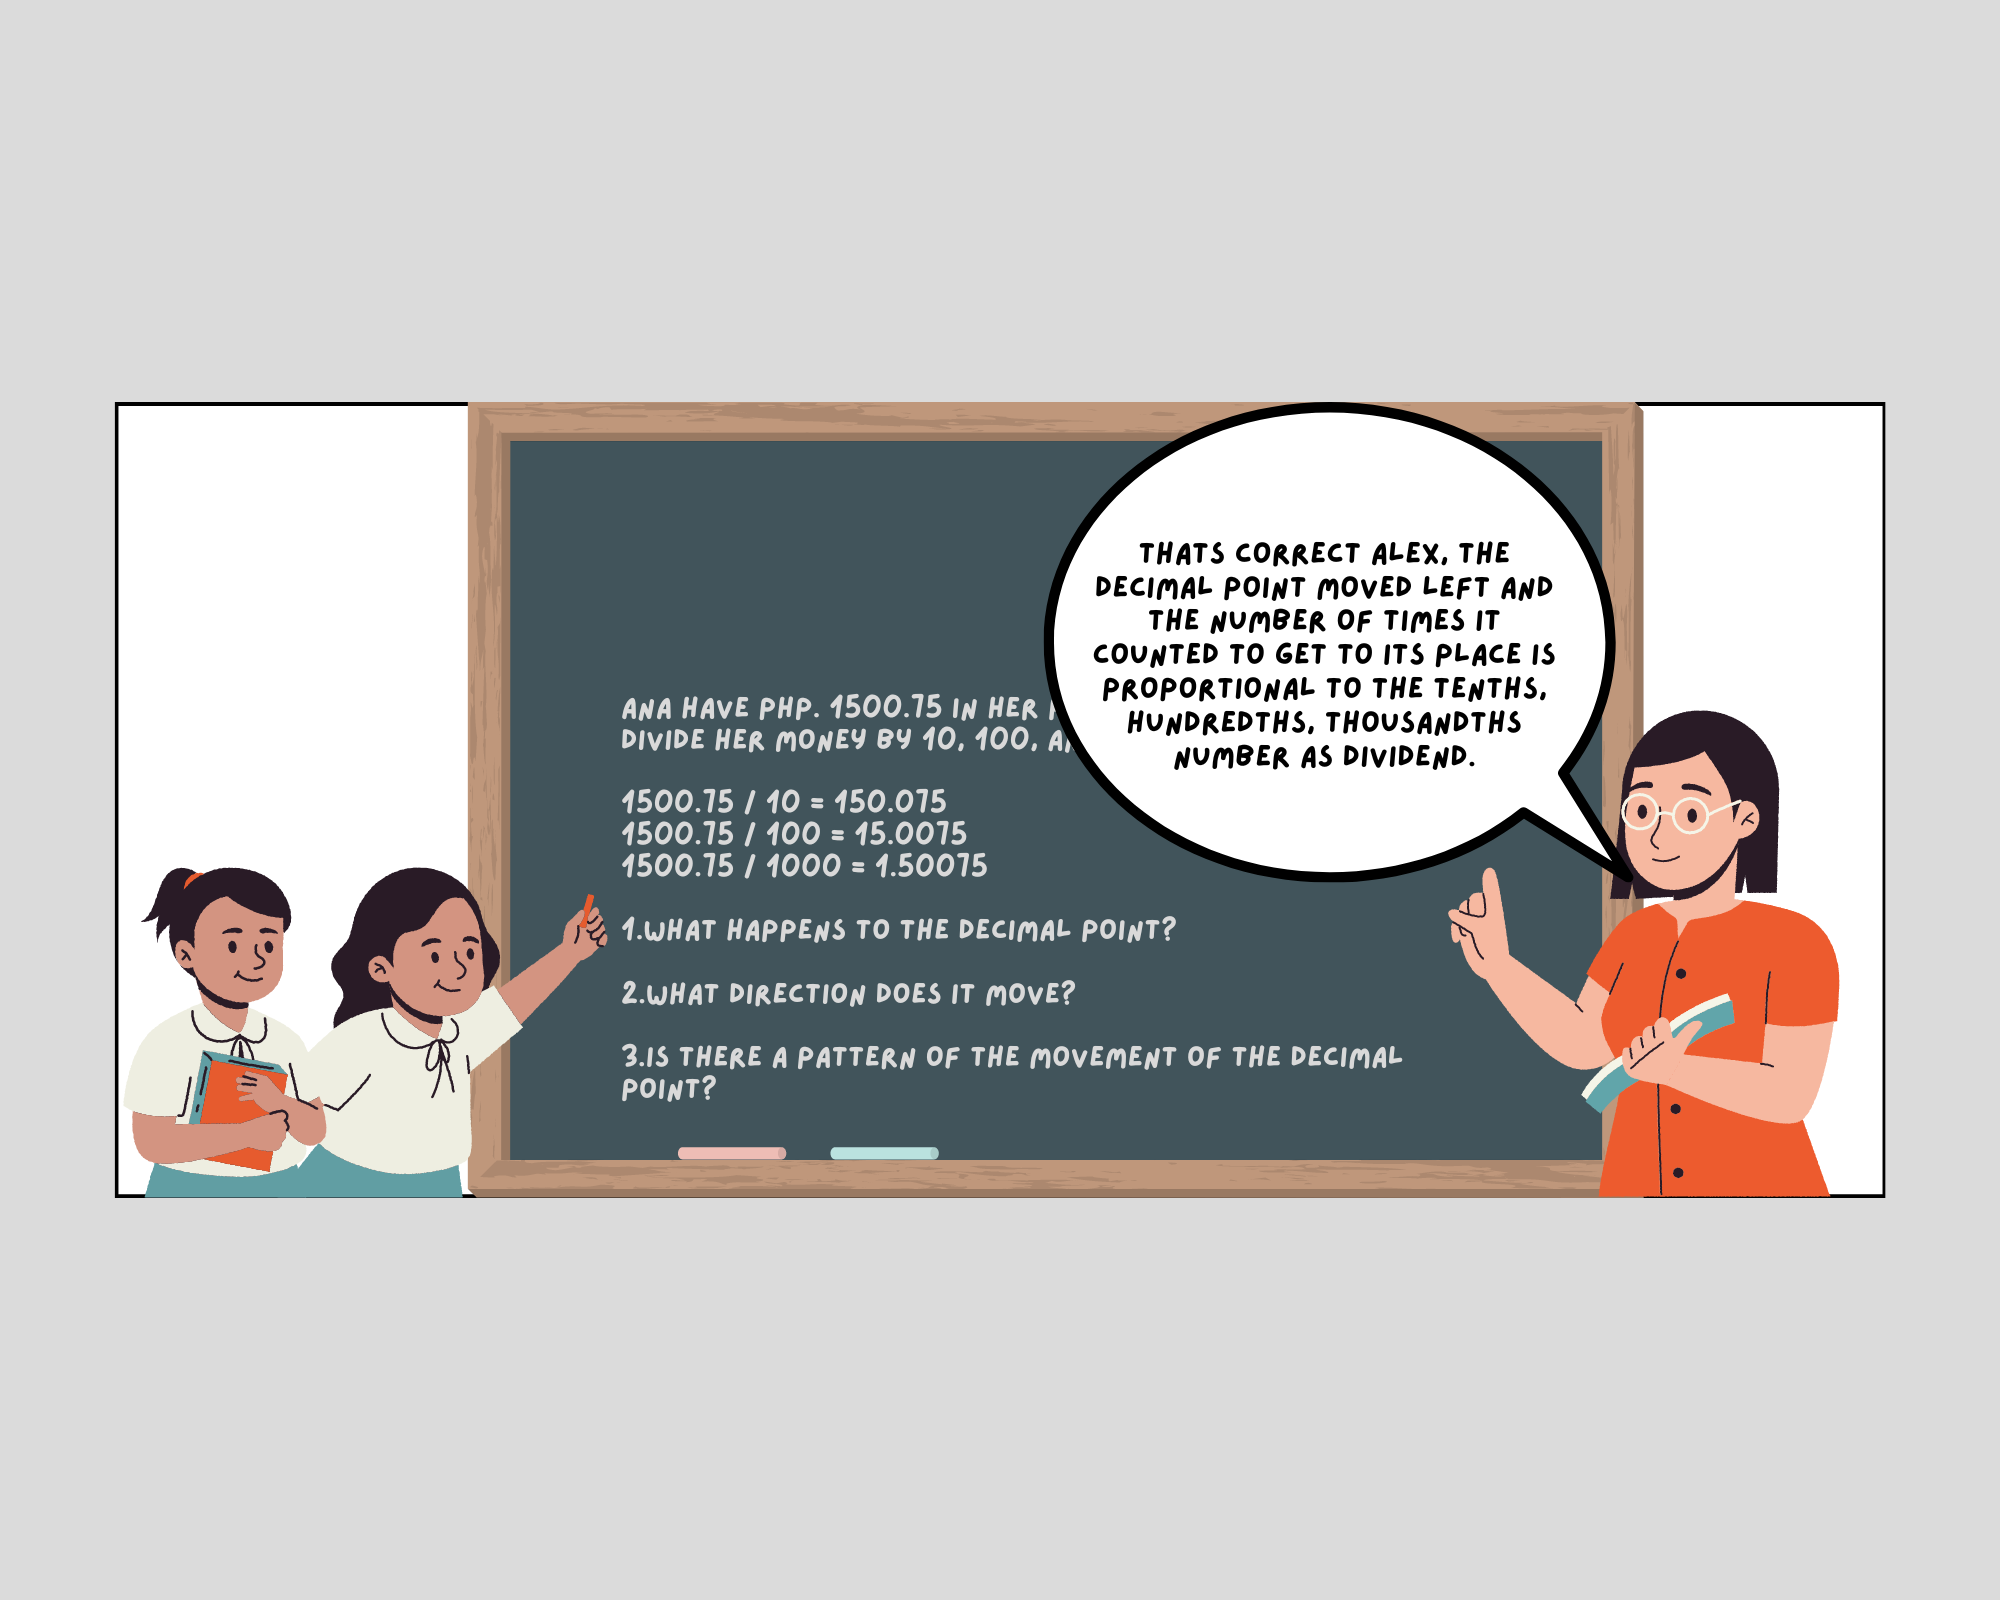 THATS CORRECT ALEX, THE
DECIMAL POINT MOVED LEFT AND
THE NUMBER OF TIMES IT
COUNTED TO GET TO ITS PLACE IS
PROPORTIONAL TO THE TENTHS,
HUNDREDTHS, THOUSANDTHS
NUMBER AS DIVIDEND.
ANA HAVE PHP. 1500.75 IN HER
DIVIDE HER MONEY BY 10, 100,
1500.75 / 10 = 150.075
1500.75 / 100 = 15.0075
1500.75 / 1000 = 1.50075
1.WHAT HAPPENS TO THE DECIMAL POINT?
2.WHAT DIRECTION DOES IT MOVE?
3.IS THERE A PATTERN OF THE MOVEMENT OF THE DECIMAL
POINT?